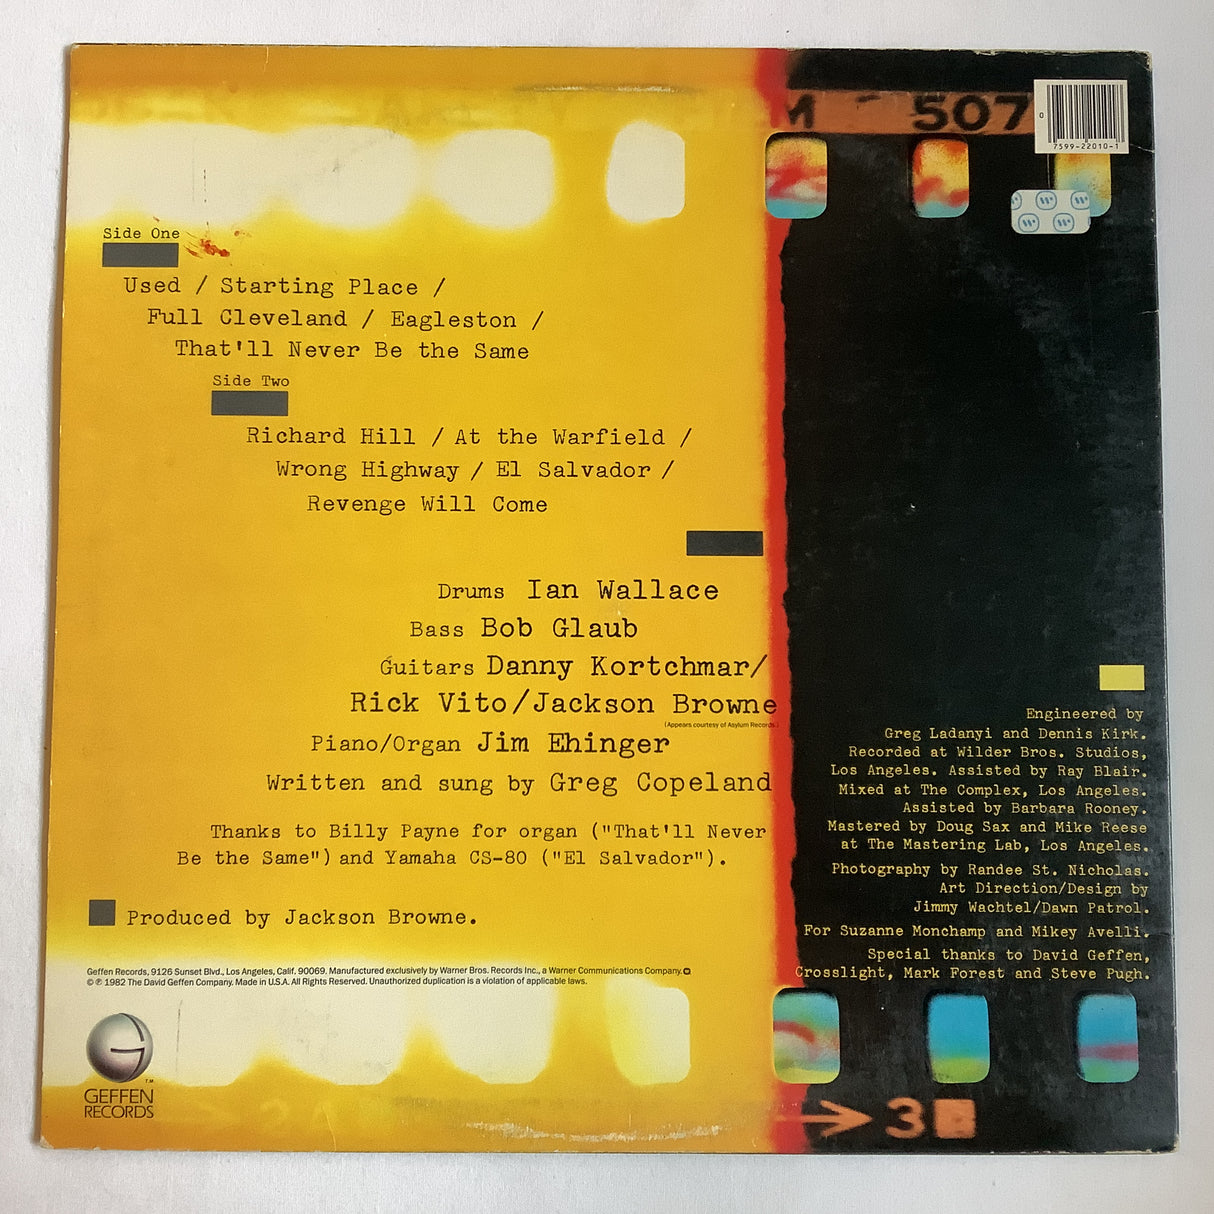 M 507
0
7599-22010-1
Side One
Used / Starting Place /
Full Cleveland / Eagleston /
That'll Never Be the Same
Side Two
Richard Hill / At the Warfield /
Wrong Highway / El Salvador /
Revenge Will Come
Drums Ian Wallace
Bass Bob Glaub
Guitars Danny Kortchmar/
Rick Vito/Jackson Browne
(Appears courtesy of Asylum Records.)
Piano/Organ Jim Ehinger
Written and sung by Greg Copeland
Thanks to Billy Payne for organ ("That'll Never
Be the Same") and Yamaha CS-80 ("El Salvador").
Produced by Jackson Browne.
Engineered by
Greg Ladanyi and Dennis Kirk.
Recorded at Wilder Bros. Studios,
Los Angeles. Assisted by Ray Blair.
Mixed at The Complex, Los Angeles.
Assisted by Barbara Rooney.
Mastered by Doug Sax and Mike Reese
at The Mastering Lab, Los Angeles.
Photography by Randee St. Nicholas.
Art Direction/Design by
Jimmy Wachtel/Dawn Patrol.
For Suzanne Monchamp and Mikey Avelli.
Special thanks to David Geffen,
Crosslight, Mark Forest and Steve Pugh.
Geffen Records, 9126 Sunset Blvd., Los Angeles, Calif. 90069. Manufactured exclusively by Warner Bros. Records Inc., a Warner Communications Company.
© ℗ 1982 The David Geffen Company. Made in U.S.A. All Rights Reserved. Unauthorized duplication is a violation of applicable laws.
G
T.M.
GEFFEN
RECORDS
→ 3